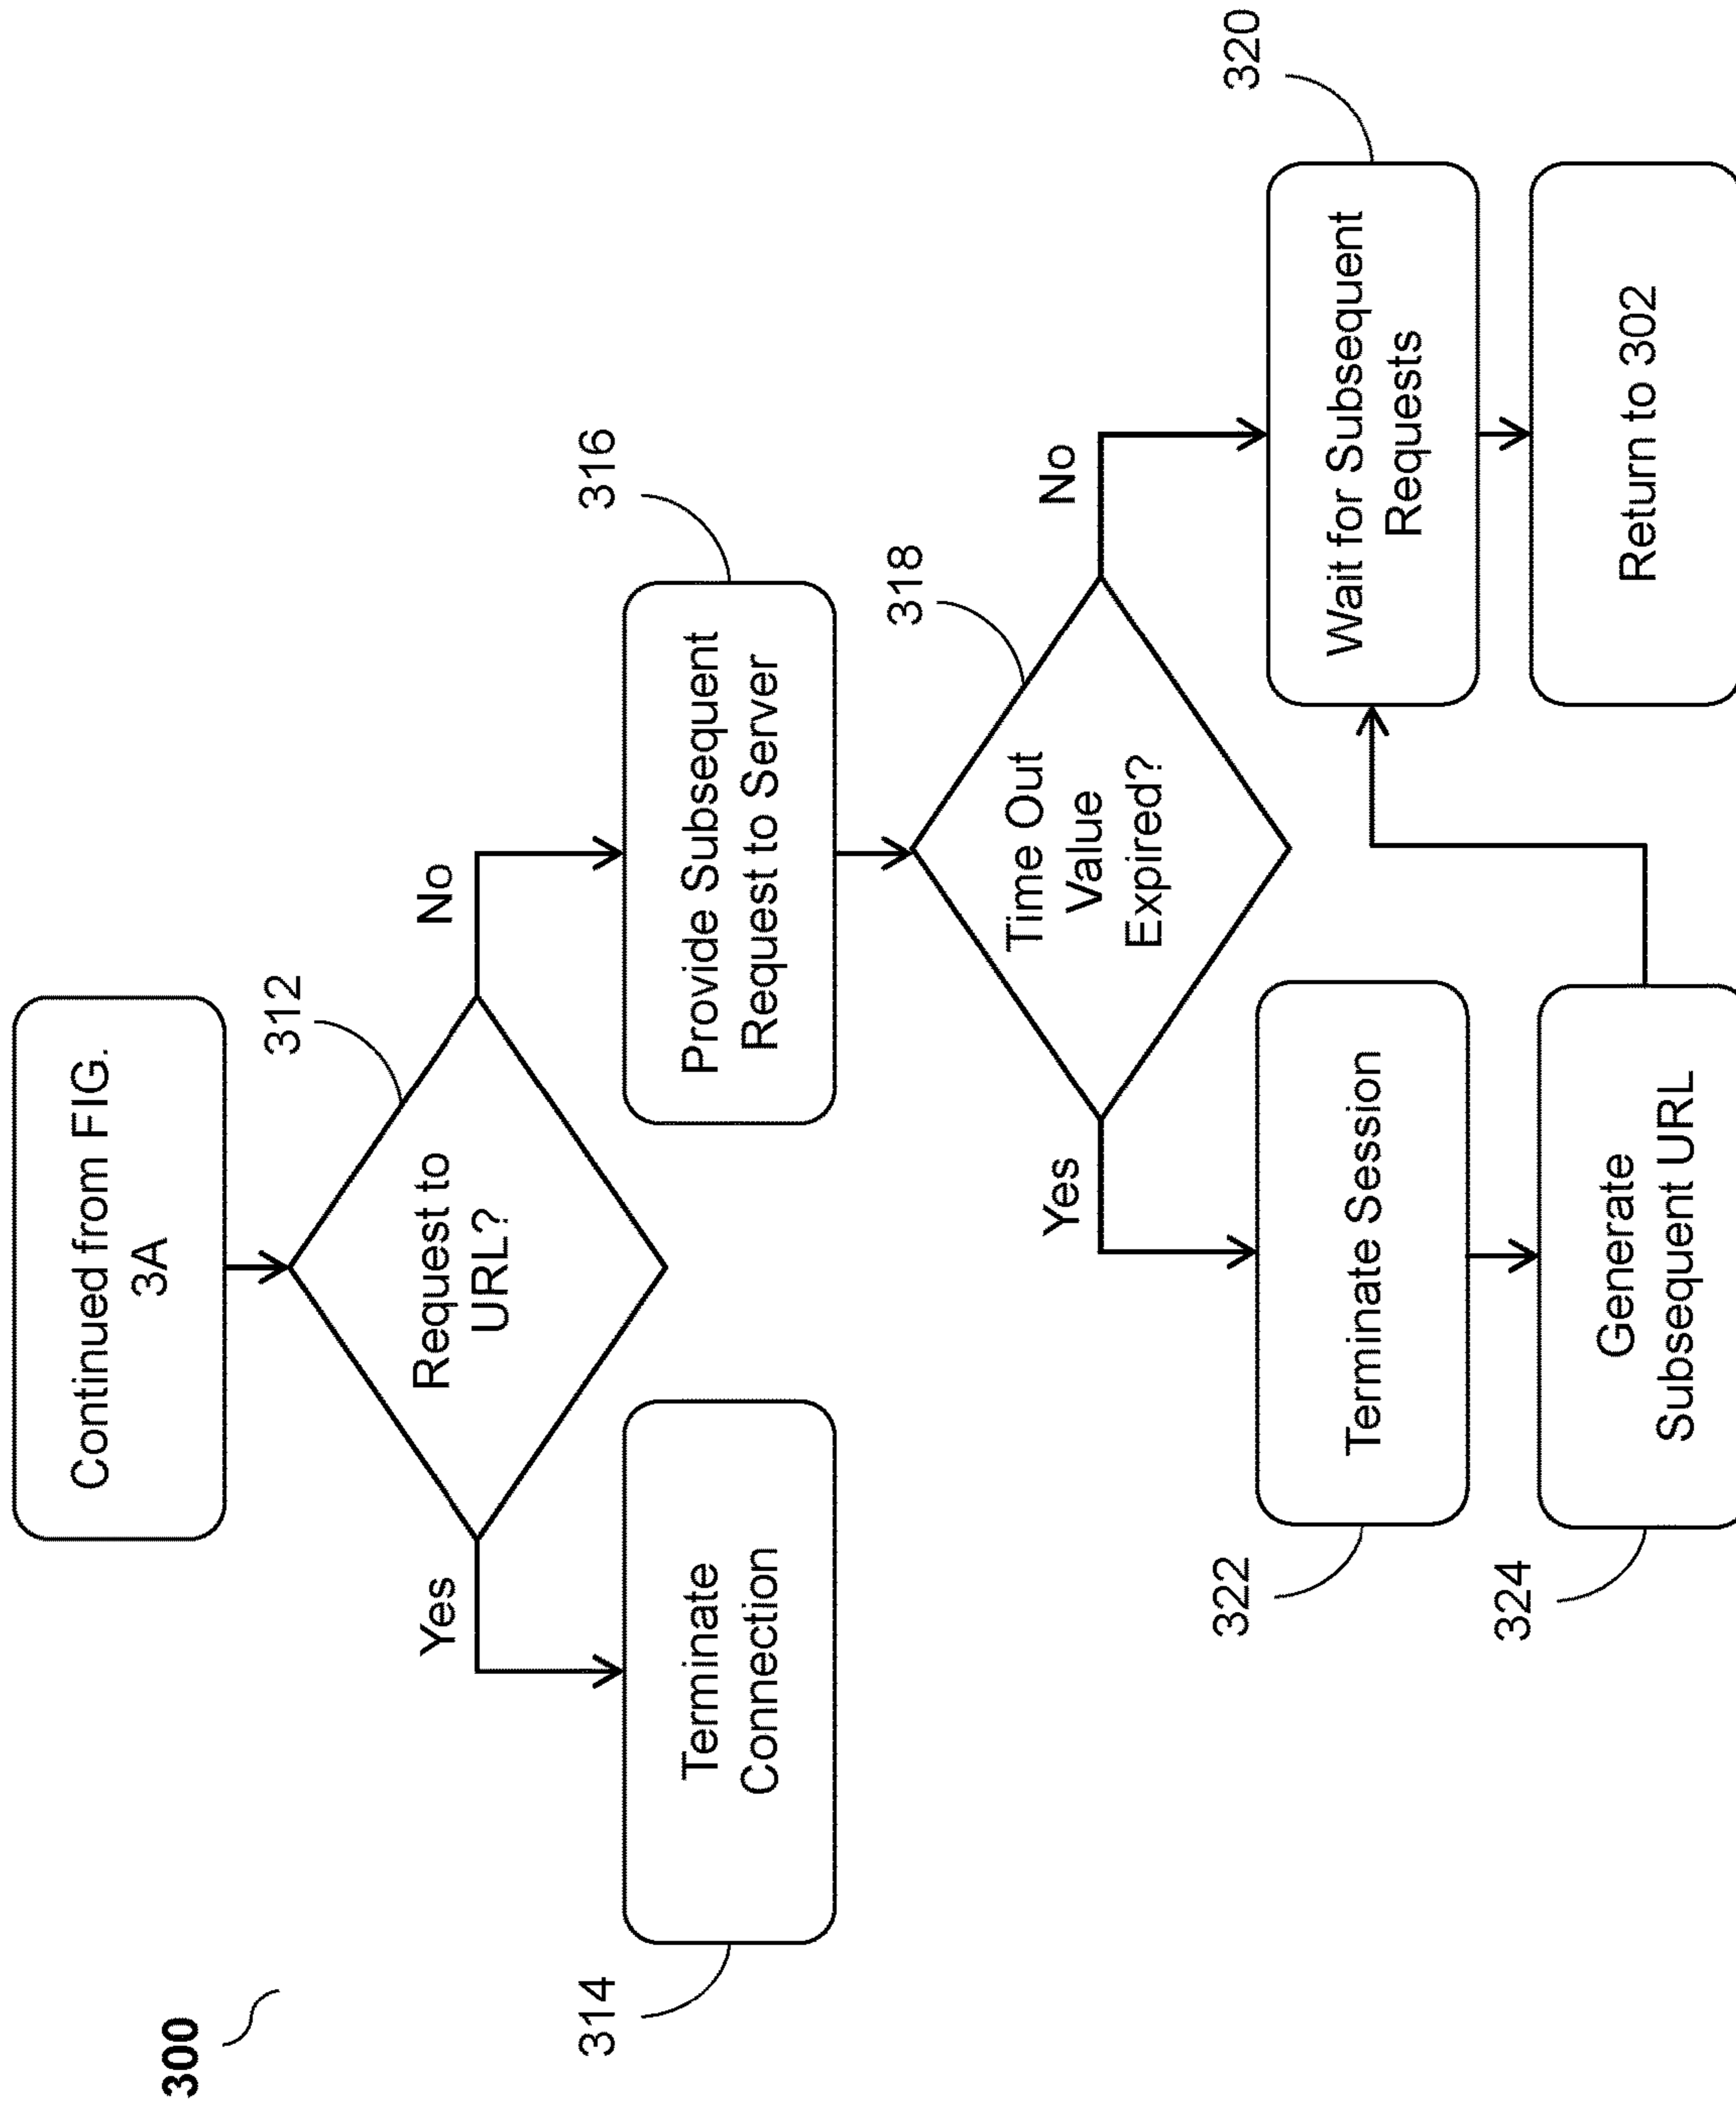 300
Continued from FIG.
3A
312
Request to
URL?
Yes
No
314
Terminate
Connection
316
Provide Subsequent
Request to Server
318
Time Out
Value
Expired?
Yes
No
322
Terminate Session
320
Wait for Subsequent
Requests
324
Generate
Subsequent URL
Return to 302